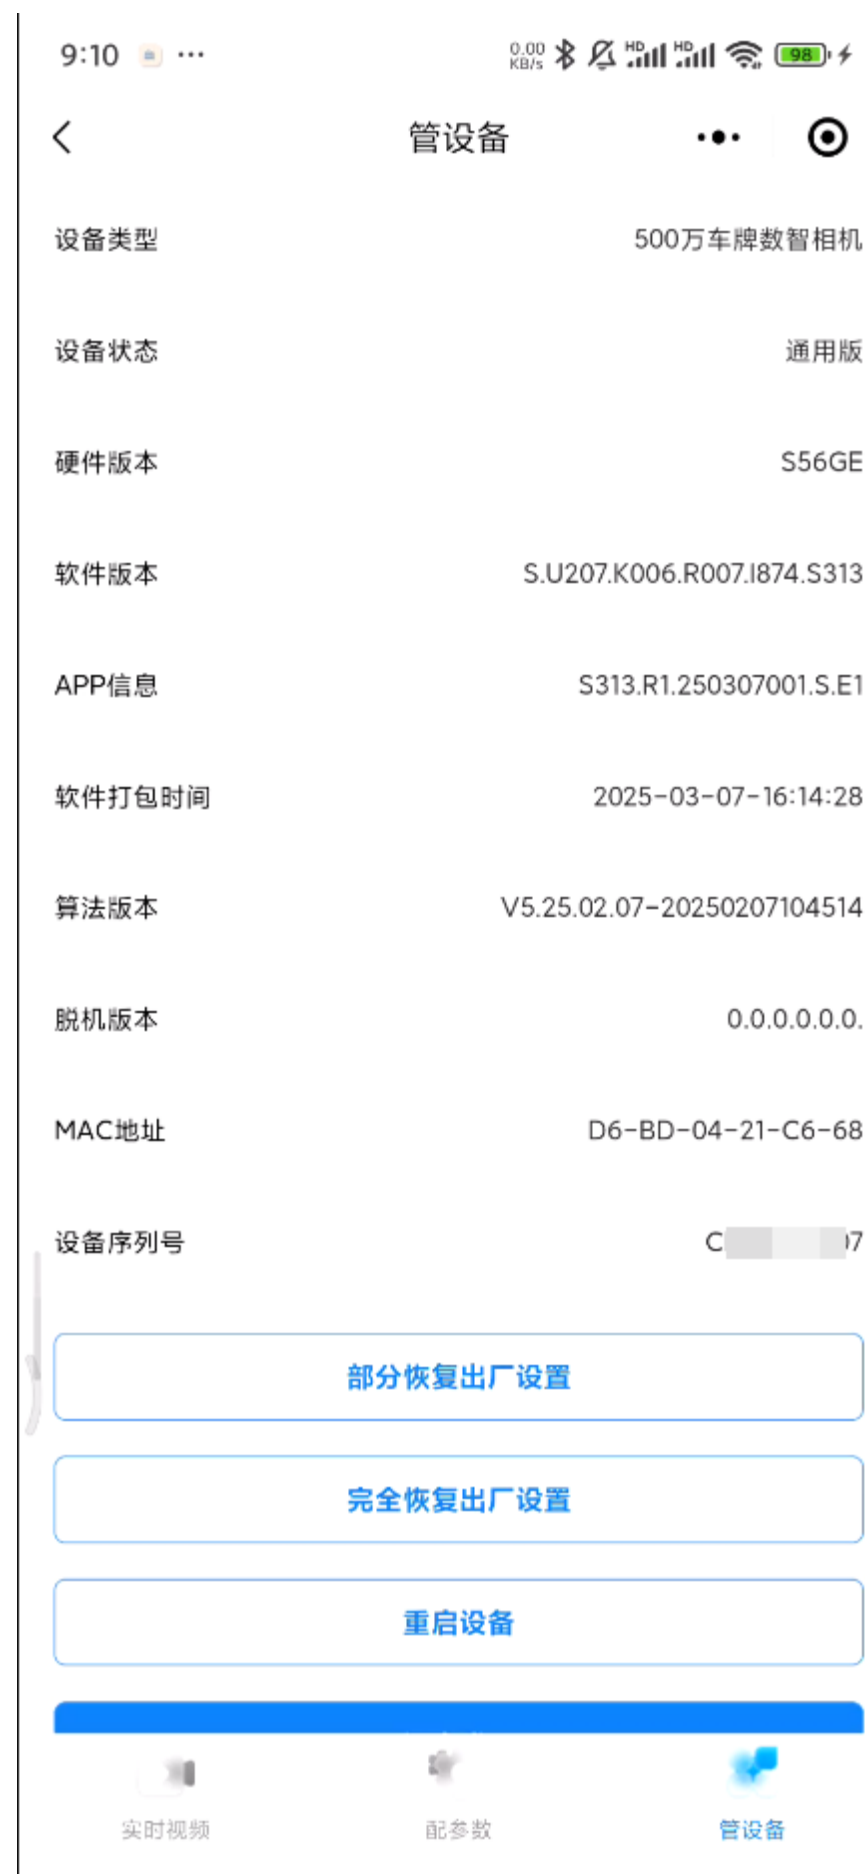 9:10 ...
0.00 KB/s HD HD 98
管设备
设备类型 500万车牌数智相机
设备状态 通用版
硬件版本 S56GE
软件版本 S.U207.K006.R007.I874.S313
APP信息 S313.R1.250307001.S.E1
软件打包时间 2025-03-07-16:14:28
算法版本 V5.25.02.07-20250207104514
脱机版本 0.0.0.0.0.0.
MAC地址 D6-BD-04-21-C6-68
设备序列号 C 07
部分恢复出厂设置
完全恢复出厂设置
重启设备
实时视频 配参数 管设备